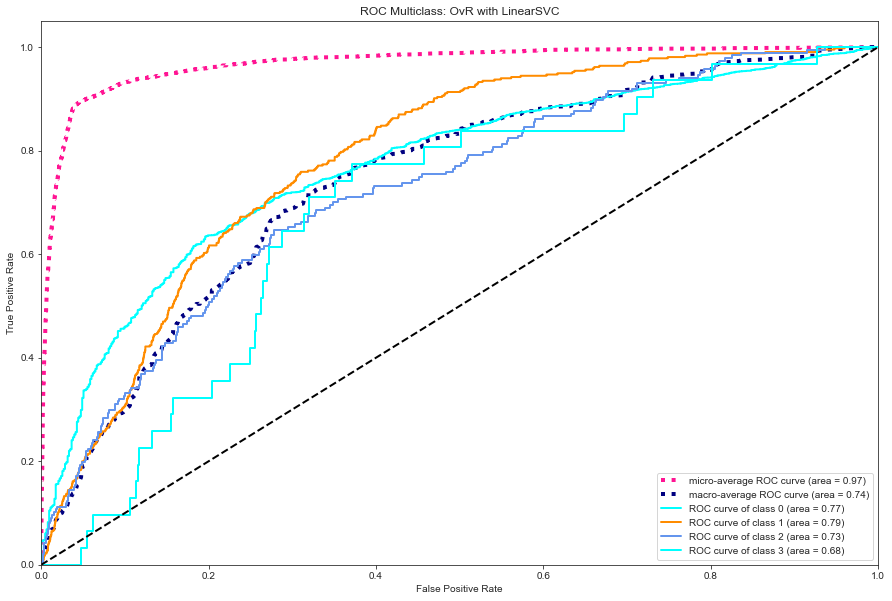 ROC Multiclass: OvR with LinearSVC
1.0
0.8
0.6
0.4
0.2
0.0
True Positive Rate
micro-average ROC curve (area = 0.97)
macro-average ROC curve (area = 0.74)
ROC curve of class 0 (area = 0.77)
ROC curve of class 1 (area = 0.79)
ROC curve of class 2 (area = 0.73)
ROC curve of class 3 (area = 0.68)
0.0 0.2 0.4 0.6 0.8 1.0
False Positive Rate